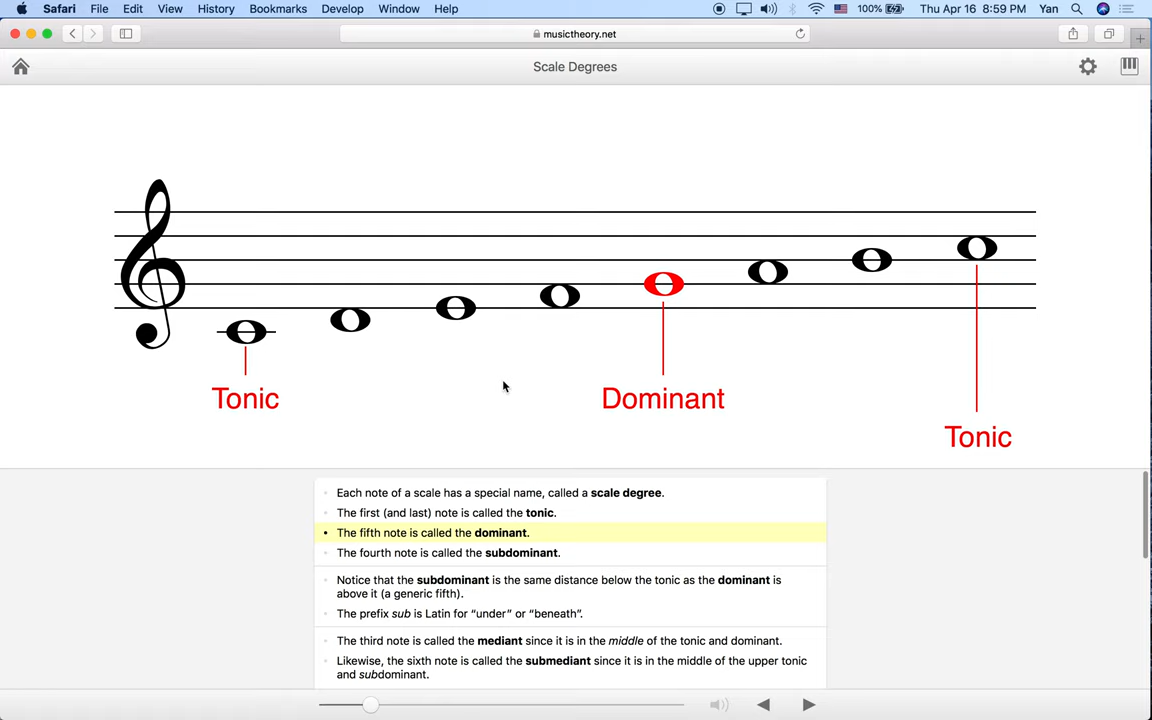 Safari File Edit View History Bookmarks Develop Window Help 100% Thu Apr 16 8:59 PM Yan
musictheory.net
Scale Degrees
Tonic
Dominant
Tonic
• Each note of a scale has a special name, called a scale degree.
• The first (and last) note is called the tonic.
• The fifth note is called the dominant.
• The fourth note is called the subdominant.
• Notice that the subdominant is the same distance below the tonic as the dominant is
above it (a generic fifth).
• The prefix sub is Latin for “under” or “beneath”.
• The third note is called the mediant since it is in the middle of the tonic and dominant.
• Likewise, the sixth note is called the submediant since it is in the middle of the upper tonic
and subdominant.